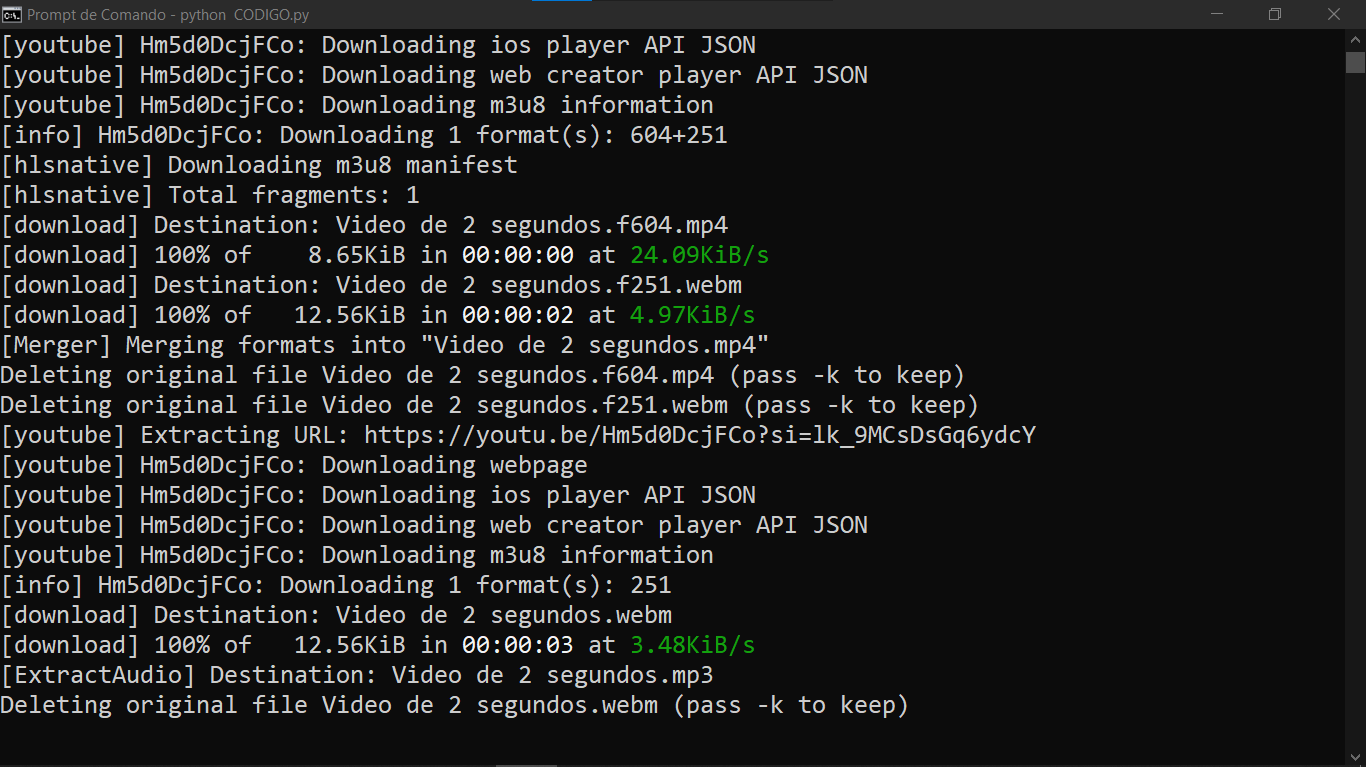 Prompt de Comando - python  CODIGO.py
[youtube] Hm5d0DcjFCo: Downloading ios player API JSON
[youtube] Hm5d0DcjFCo: Downloading web creator player API JSON
[youtube] Hm5d0DcjFCo: Downloading m3u8 information
[info] Hm5d0DcjFCo: Downloading 1 format(s): 604+251
[hlsnative] Downloading m3u8 manifest
[hlsnative] Total fragments: 1
[download] Destination: Video de 2 segundos.f604.mp4
[download] 100% of    8.65KiB in 00:00:00 at 24.09KiB/s
[download] Destination: Video de 2 segundos.f251.webm
[download] 100% of   12.56KiB in 00:00:02 at 4.97KiB/s
[Merger] Merging formats into "Video de 2 segundos.mp4"
Deleting original file Video de 2 segundos.f604.mp4 (pass -k to keep)
Deleting original file Video de 2 segundos.f251.webm (pass -k to keep)
[youtube] Extracting URL: https://youtu.be/Hm5d0DcjFCo?si=lk_9MCsDsGq6ydcY
[youtube] Hm5d0DcjFCo: Downloading webpage
[youtube] Hm5d0DcjFCo: Downloading ios player API JSON
[youtube] Hm5d0DcjFCo: Downloading web creator player API JSON
[youtube] Hm5d0DcjFCo: Downloading m3u8 information
[info] Hm5d0DcjFCo: Downloading 1 format(s): 251
[download] Destination: Video de 2 segundos.webm
[download] 100% of   12.56KiB in 00:00:03 at 3.48KiB/s
[ExtractAudio] Destination: Video de 2 segundos.mp3
Deleting original file Video de 2 segundos.webm (pass -k to keep)